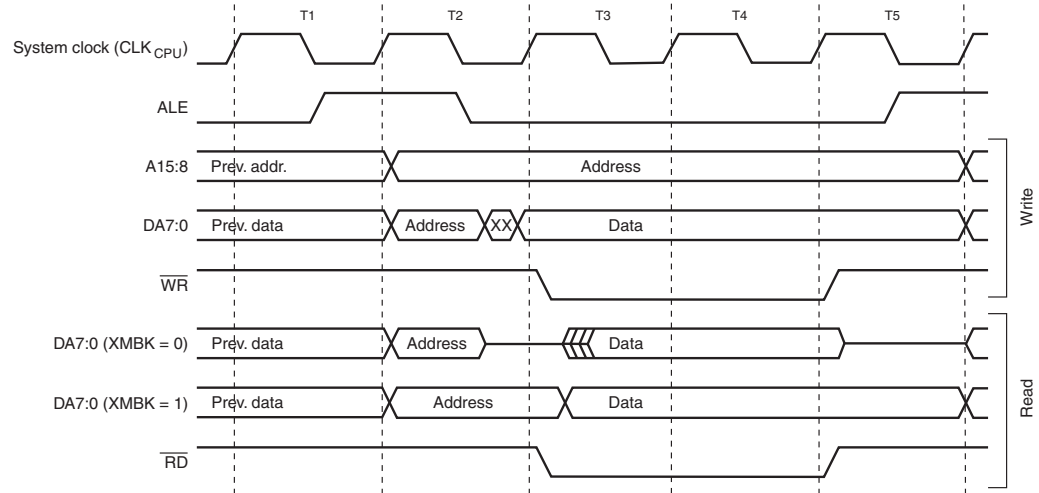 T1 T2 T3 T4 T5
System clock (CLK CPU)
ALE
A15:8 Prev. addr. Address
DA7:0 Prev. data Address XX Data
WR
Write
DA7:0 (XMBK = 0) Prev. data Address Data
DA7:0 (XMBK = 1) Prev. data Address Data
RD
Read